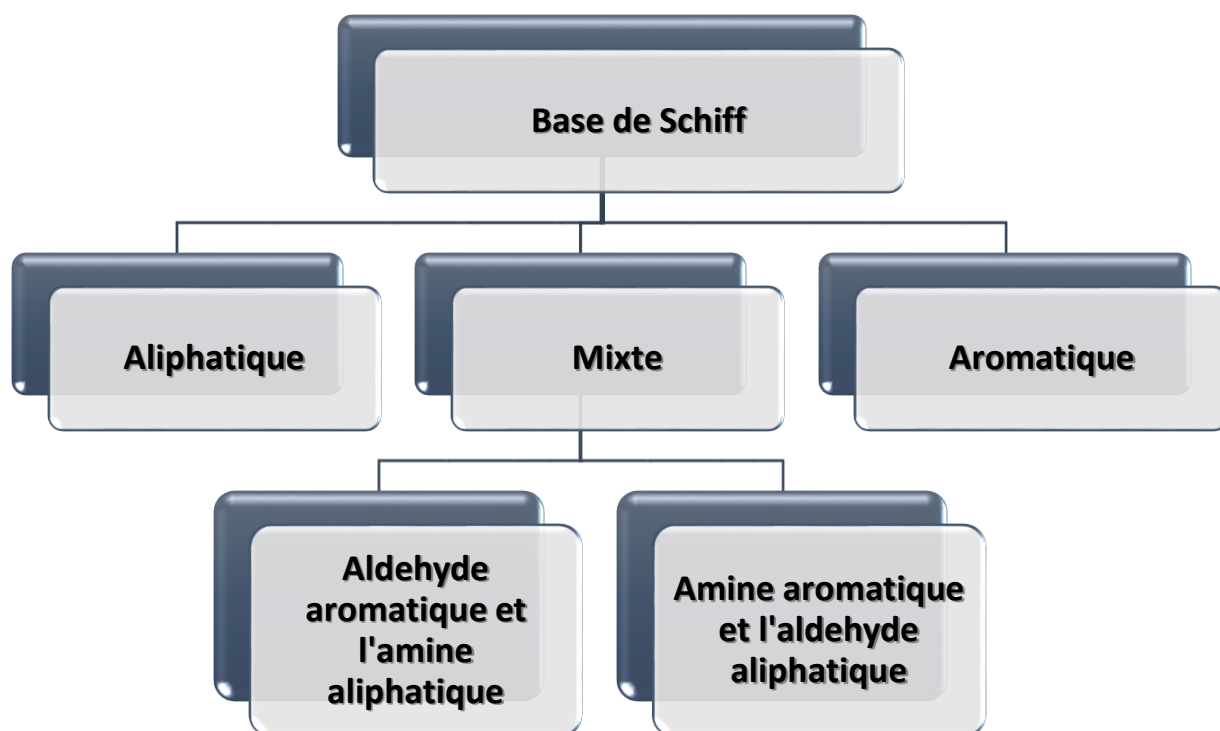 Base de Schiff
Aliphatique
Mixte
Aromatique
Aldehyde
aromatique et
l'amine
aliphatique
Amine aromatique
et l'aldehyde
aliphatique